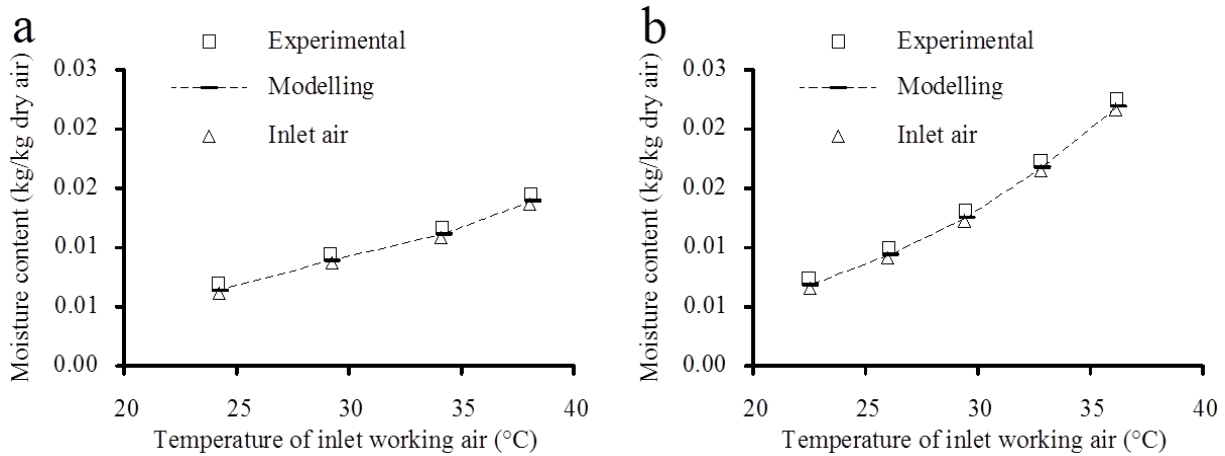 a
Experimental
Modelling
Inlet air
Moisture content (kg/kg dry air)
0.03
0.02
0.02
0.01
0.01
0.00
20
25
30
35
40
Temperature of inlet working air (°C)
b
Experimental
Modelling
Inlet air
Moisture content (kg/kg dry air)
0.03
0.02
0.02
0.01
0.01
0.00
20
25
30
35
40
Temperature of inlet working air (°C)